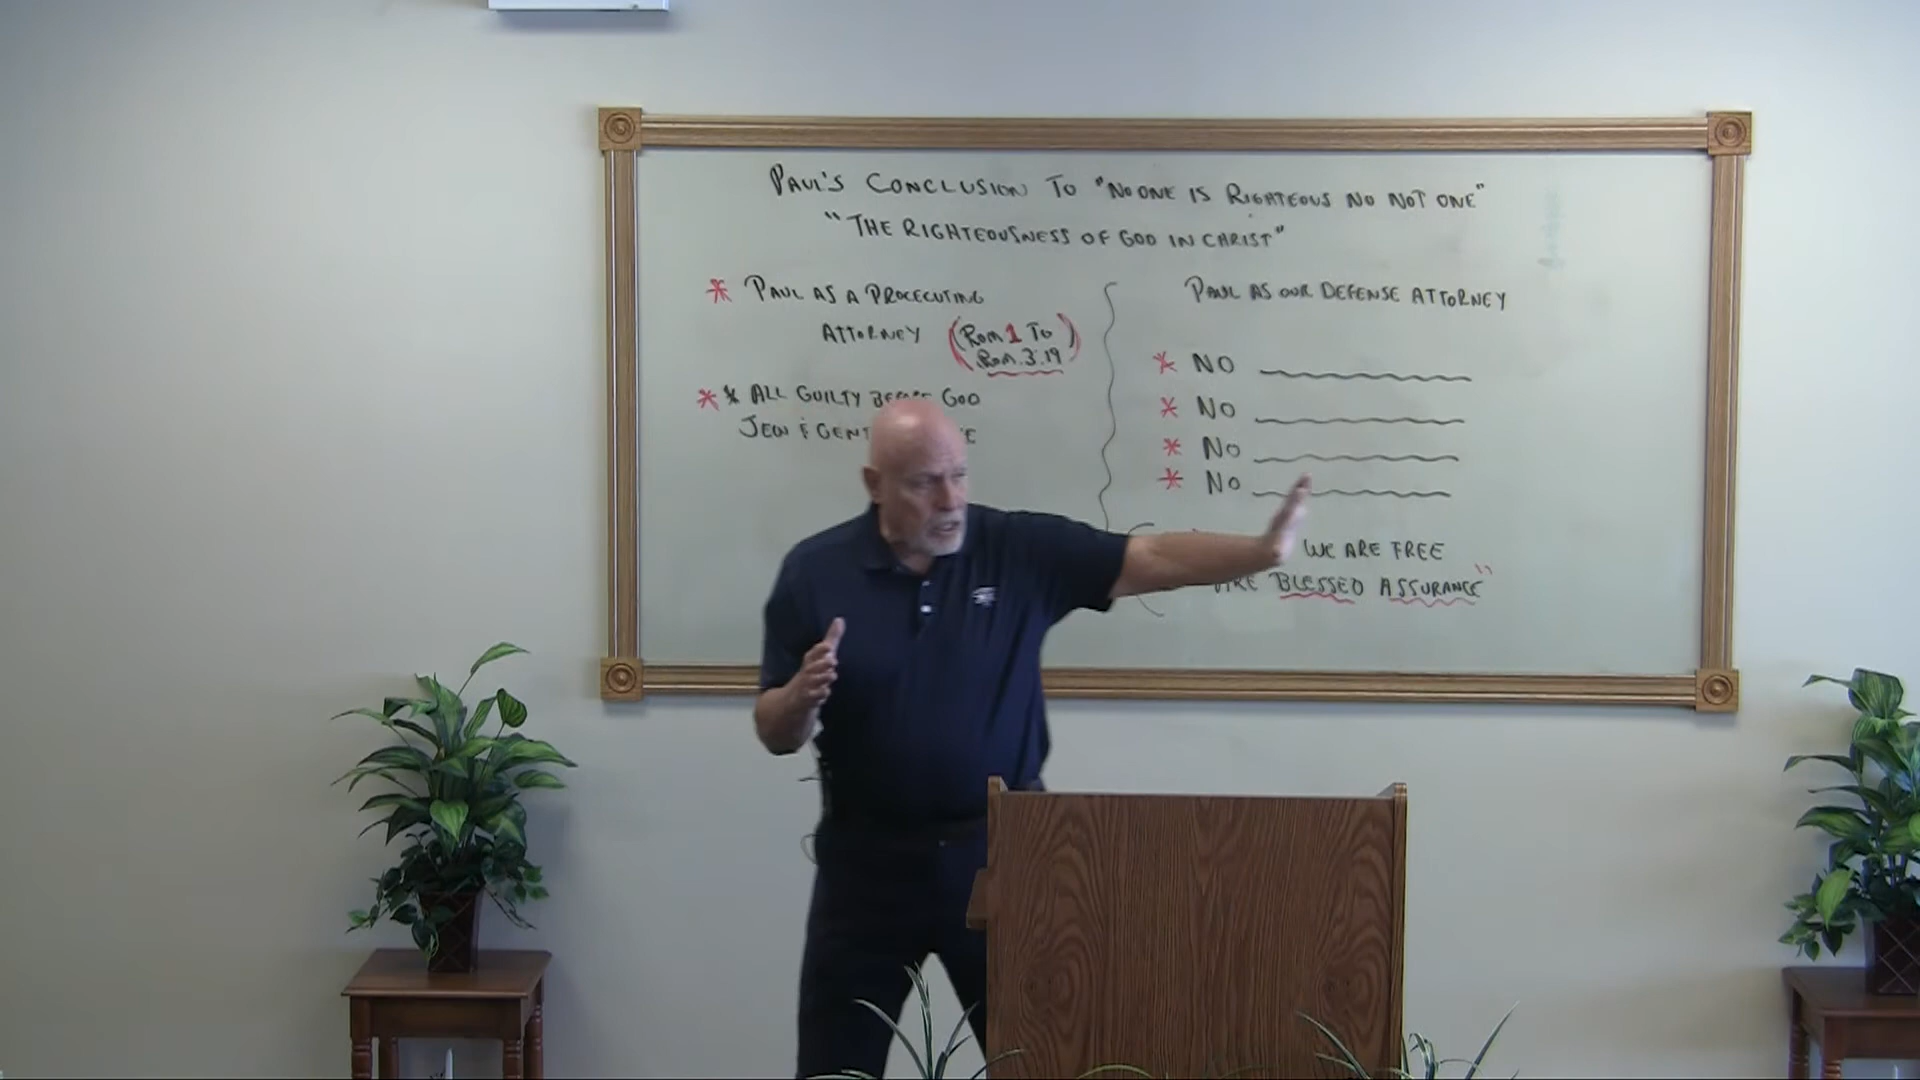 PAUL'S CONCLUSION TO "NO ONE IS RIGHTEOUS NO NOT ONE"
"THE RIGHTEOUSNESS OF GOD IN CHRIST"
* PAUL AS A PROCECUTING
ATTORNEY (Rom 1 To
Rom. 3:19)
* * ALL GUILTY BEFORE GOD
JEW & GENT
PAUL AS OUR DEFENSE ATTORNEY
* NO
* NO
* NO
* NO
WE ARE FREE
BLESSED ASSURANCE"